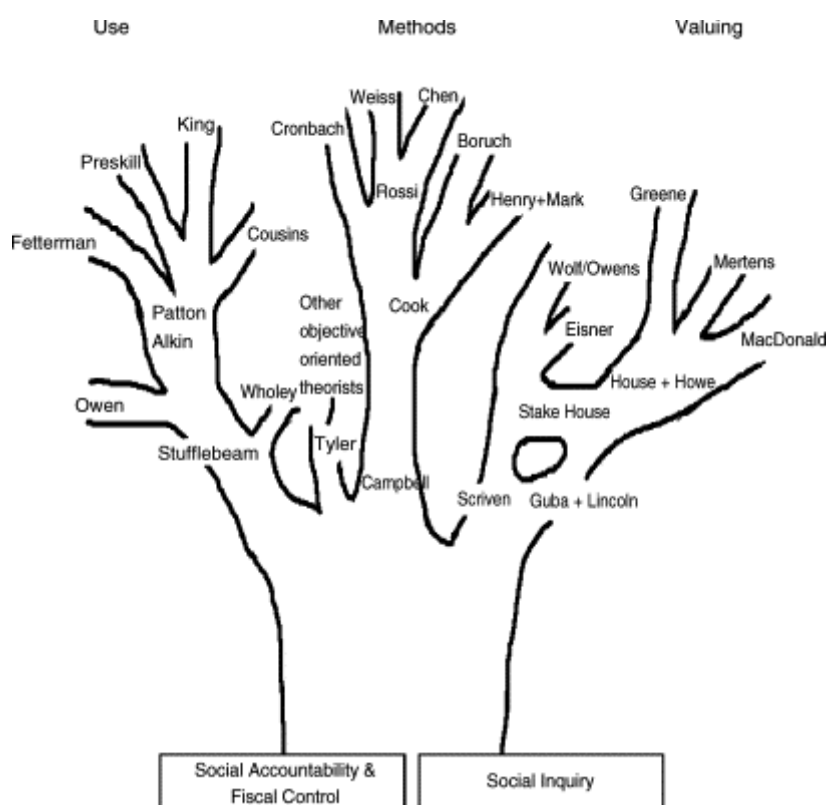 Use
Methods
Valuing
Weiss
Chen
King
Cronbach
Boruch
Preskill
Rossi
Henry+Mark
Greene
Fetterman
Cousins
Wolf/Owens
Mertens
Patton
Other
Cook
objective
Eisner
Alkin
oriented
MacDonald
Wholey
theorists
House + Howe
Owen
Stake House
Stufflebeam
Tyler
Campbell
Scriven
Guba + Lincoln
Social Accountability &
Fiscal Control
Social Inquiry